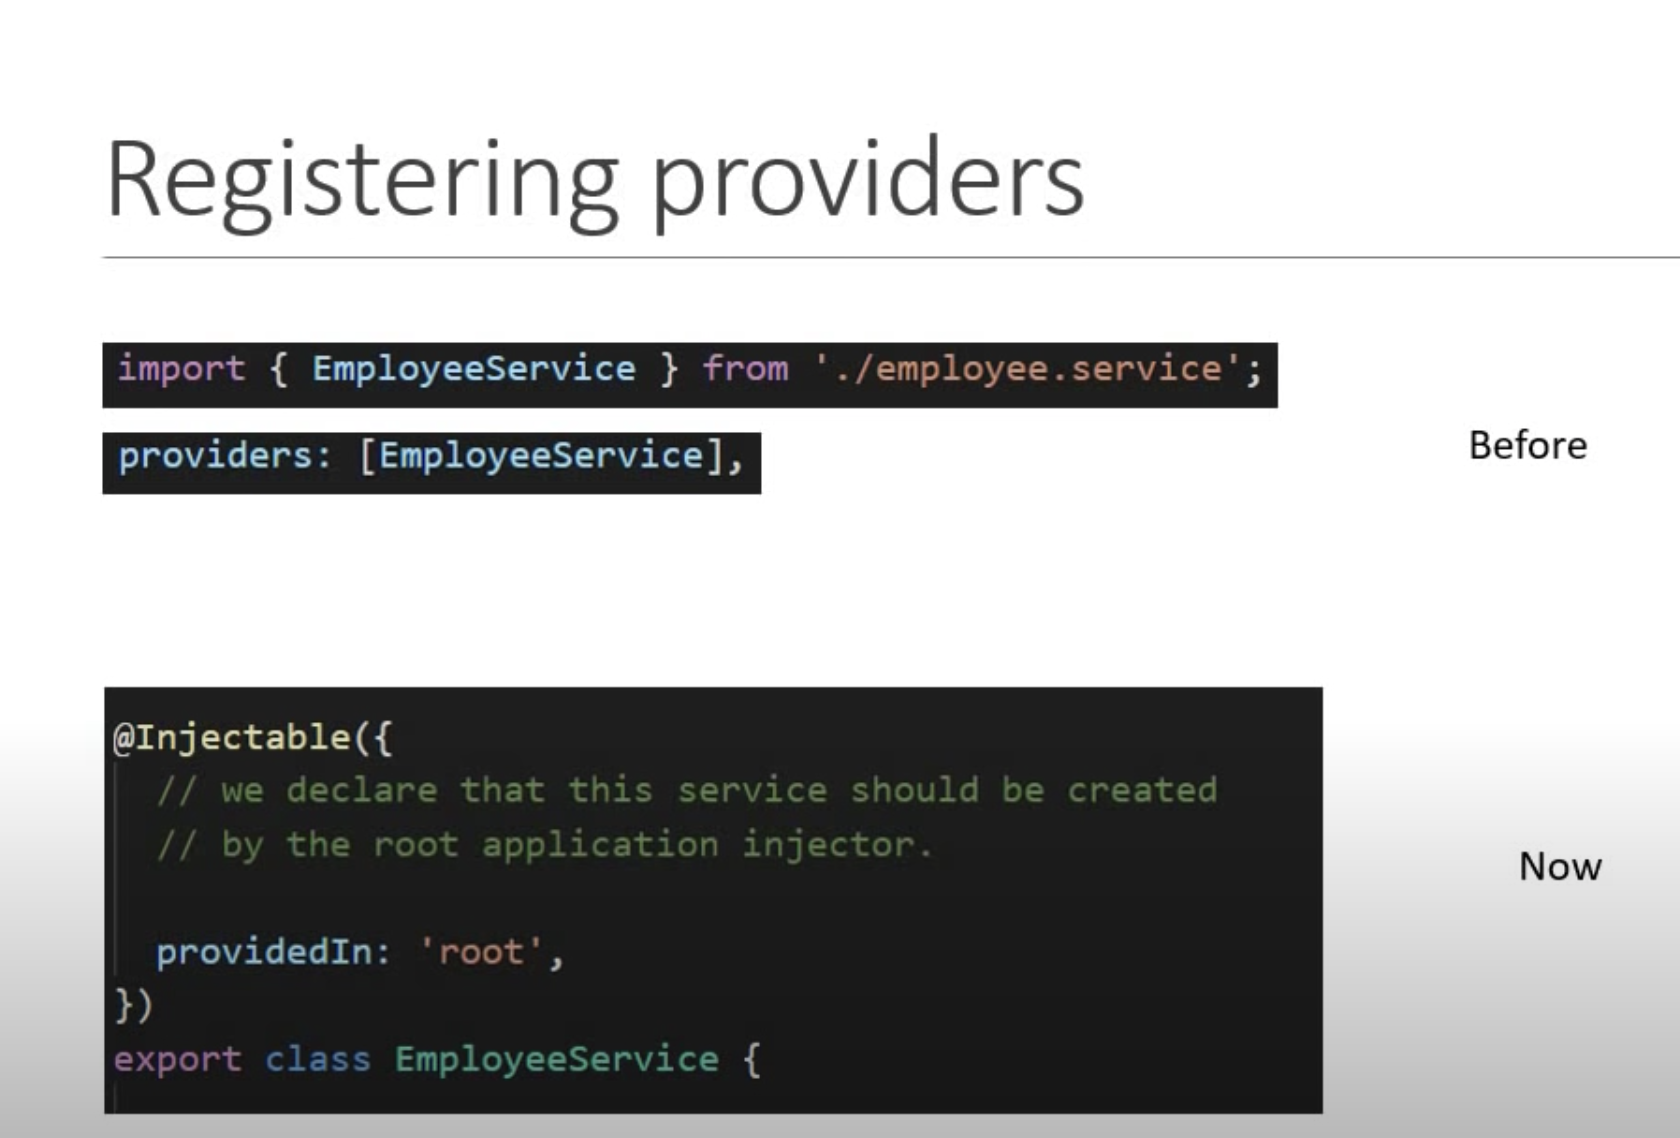 Registering providers
import { EmployeeService } from './employee.service';
providers: [EmployeeService],
Before
@Injectable({
// we declare that this service should be created
// by the root application injector.
providedIn: 'root',
})
export class EmployeeService {
Now